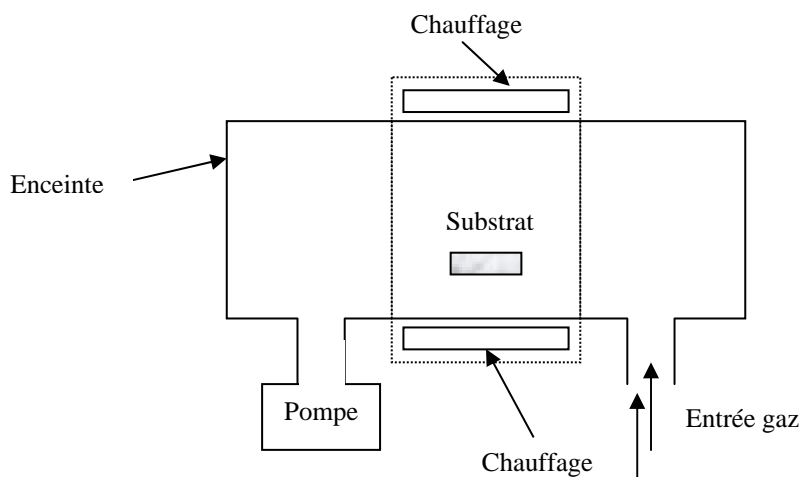 Chauffage
Enceinte
Substrat
Pompe
Entrée gaz
Chauffage